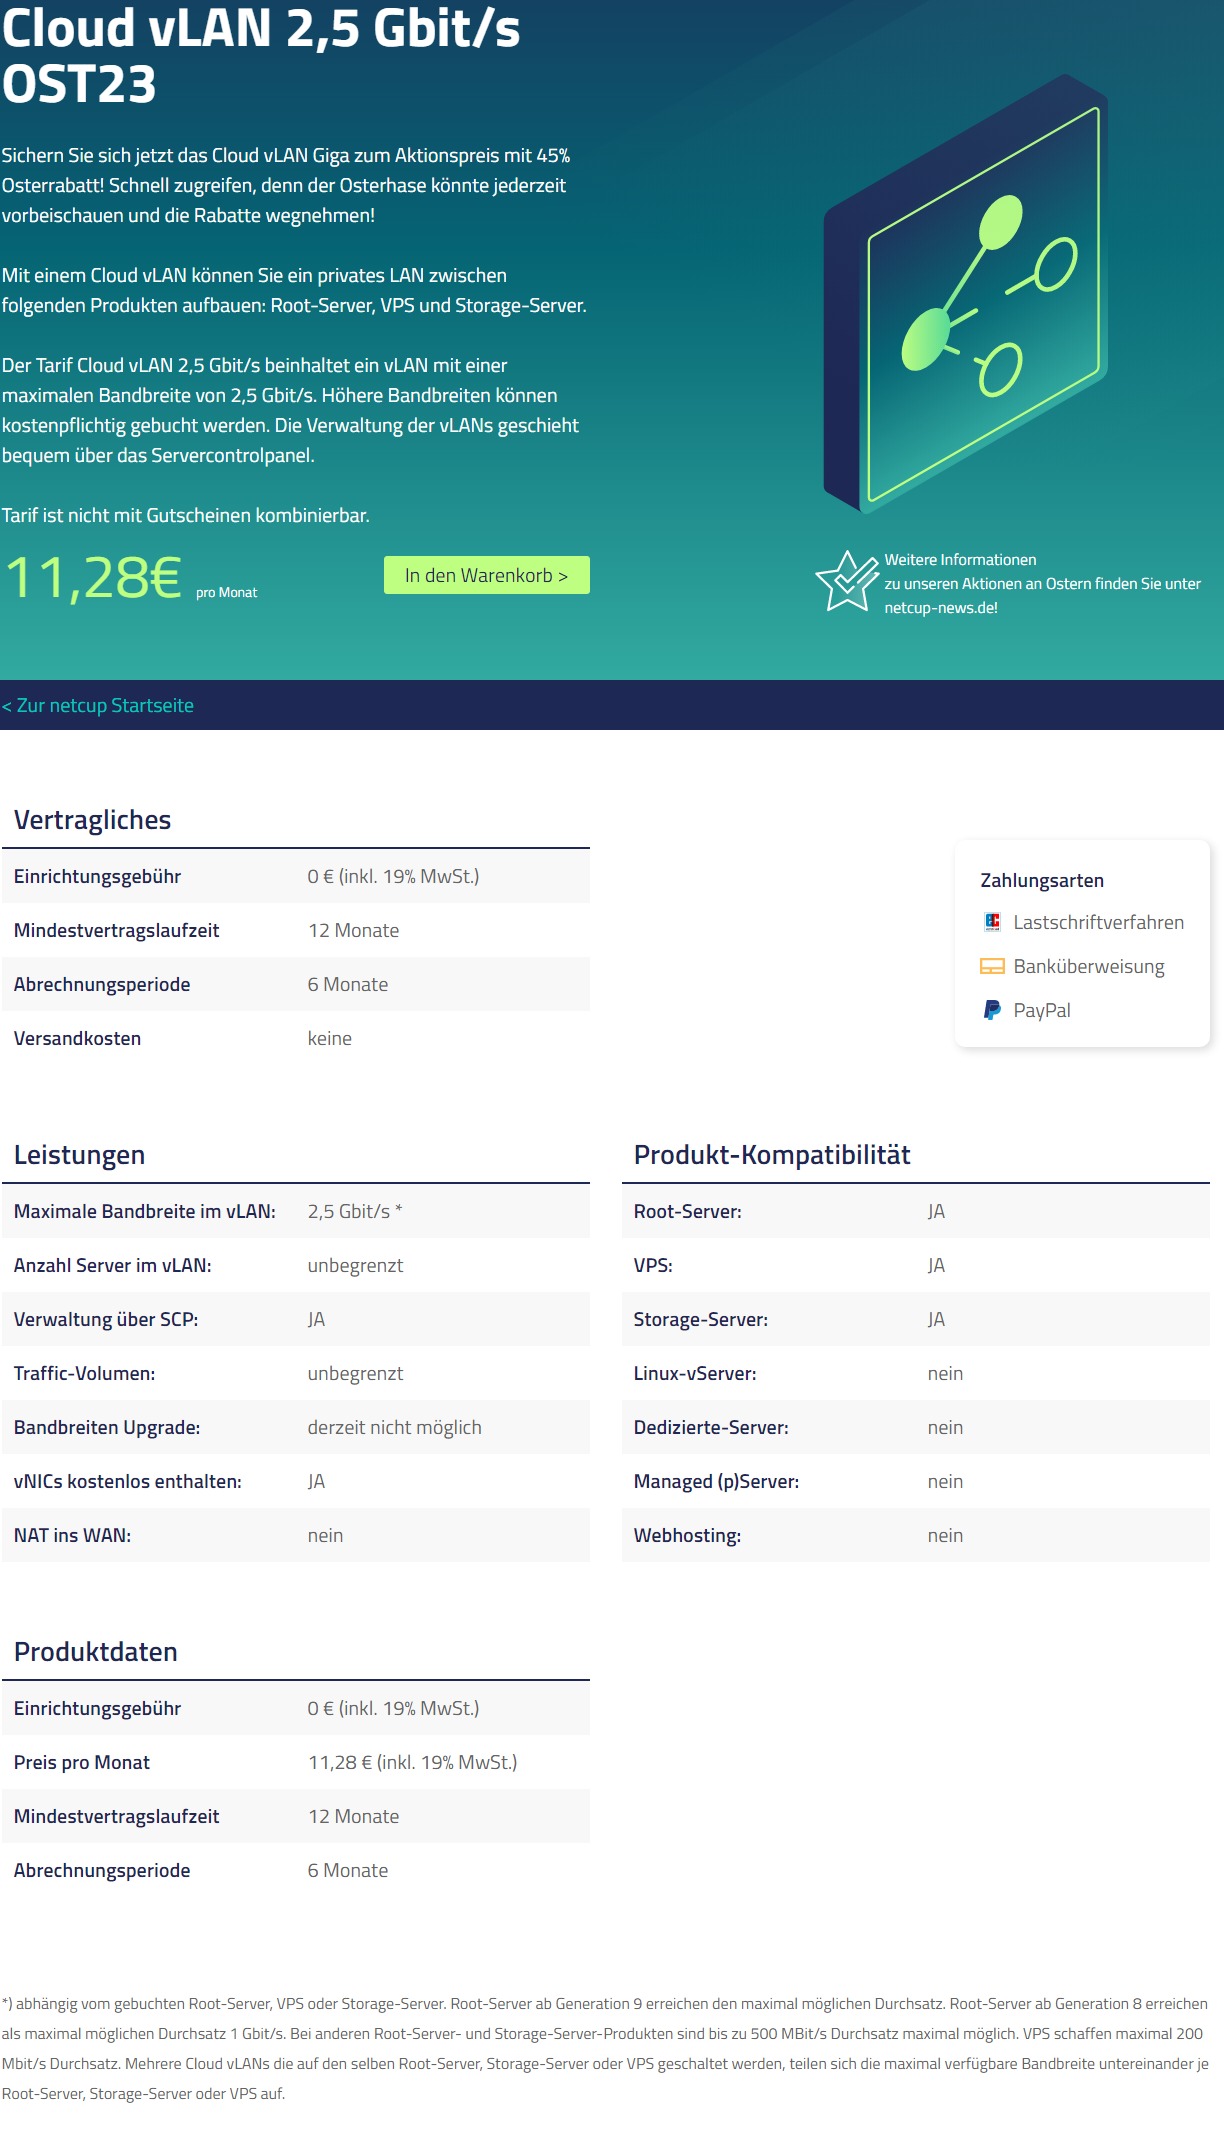 Cloud vLAN 2,5 Gbit/s
OST23
Sichern Sie sich jetzt das Cloud vLAN Giga zum Aktionspreis mit 45%
Osterrabatt! Schnell zugreifen, denn der Osterhase könnte jederzeit
vorbeischauen und die Rabatte wegnehmen!
Mit einem Cloud vLAN können Sie ein privates LAN zwischen
folgenden Produkten aufbauen: Root-Server, VPS und Storage-Server.
Der Tarif Cloud vLAN 2,5 Gbit/s beinhaltet ein vLAN mit einer
maximalen Bandbreite von 2,5 Gbit/s. Höhere Bandbreiten können
kostenpflichtig gebucht werden. Die Verwaltung der vLANs geschieht
bequem über das Servercontrolpanel.
Tarif ist nicht mit Gutscheinen kombinierbar.
11,28€ pro Monat
In den Warenkorb >
Weitere Informationen
zu unseren Aktionen an Ostern finden Sie unter
netcup-news.de!
< Zur netcup Startseite
Vertragliches
Einrichtungsgebühr 0 € (inkl. 19% MwSt.)
Mindestvertragslaufzeit 12 Monate
Abrechnungsperiode 6 Monate
Versandkosten keine
Zahlungsarten
Lastschriftverfahren
Banküberweisung
PayPal
Leistungen
Maximale Bandbreite im vLAN: 2,5 Gbit/s *
Anzahl Server im vLAN: unbegrenzt
Verwaltung über SCP: JA
Traffic-Volumen: unbegrenzt
Bandbreiten Upgrade: derzeit nicht möglich
vNICs kostenlos enthalten: JA
NAT ins WAN: nein
Produkt-Kompatibilität
Root-Server: JA
VPS: JA
Storage-Server: JA
Linux-vServer: nein
Dedizierte-Server: nein
Managed (p)Server: nein
Webhosting: nein
Produktdaten
Einrichtungsgebühr 0 € (inkl. 19% MwSt.)
Preis pro Monat 11,28 € (inkl. 19% MwSt.)
Mindestvertragslaufzeit 12 Monate
Abrechnungsperiode 6 Monate
*) abhängig vom gebuchten Root-Server, VPS oder Storage-Server. Root-Server ab Generation 9 erreichen den maximal möglichen Durchsatz. Root-Server ab Generation 8 erreichen
als maximal möglichen Durchsatz 1 Gbit/s. Bei anderen Root-Server- und Storage-Server-Produkten sind bis zu 500 MBit/s Durchsatz maximal möglich. VPS schaffen maximal 200
Mbit/s Durchsatz. Mehrere Cloud vLANs die auf den selben Root-Server, Storage-Server oder VPS geschaltet werden, teilen sich die maximal verfügbare Bandbreite untereinander je
Root-Server, Storage-Server oder VPS auf.